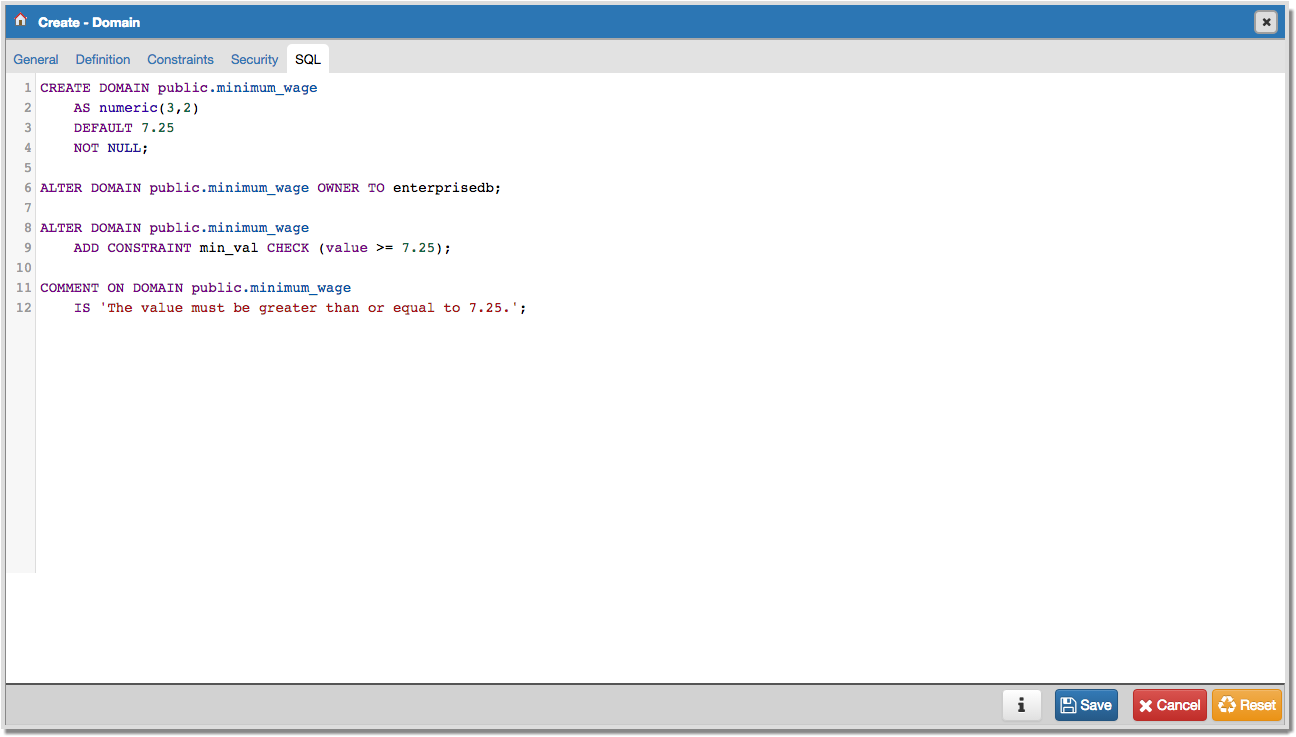 Create - Domain
General Definition Constraints Security SQL
1 CREATE DOMAIN public.minimum_wage
2 AS numeric(3,2)
3 DEFAULT 7.25
4 NOT NULL;
5
6 ALTER DOMAIN public.minimum_wage OWNER TO enterprisedb;
7
8 ALTER DOMAIN public.minimum_wage
9 ADD CONSTRAINT min_val CHECK (value >= 7.25);
10
11 COMMENT ON DOMAIN public.minimum_wage
12 IS 'The value must be greater than or equal to 7.25.';
i Save Cancel Reset